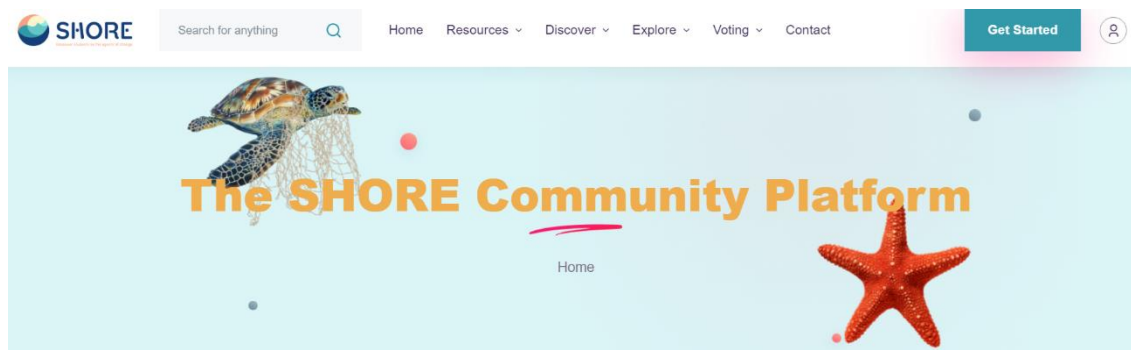 SHORE
Search for anything
Home
Resources
Discover
Explore
Voting
Contact
Get Started
The SHORE Community Platform
Home